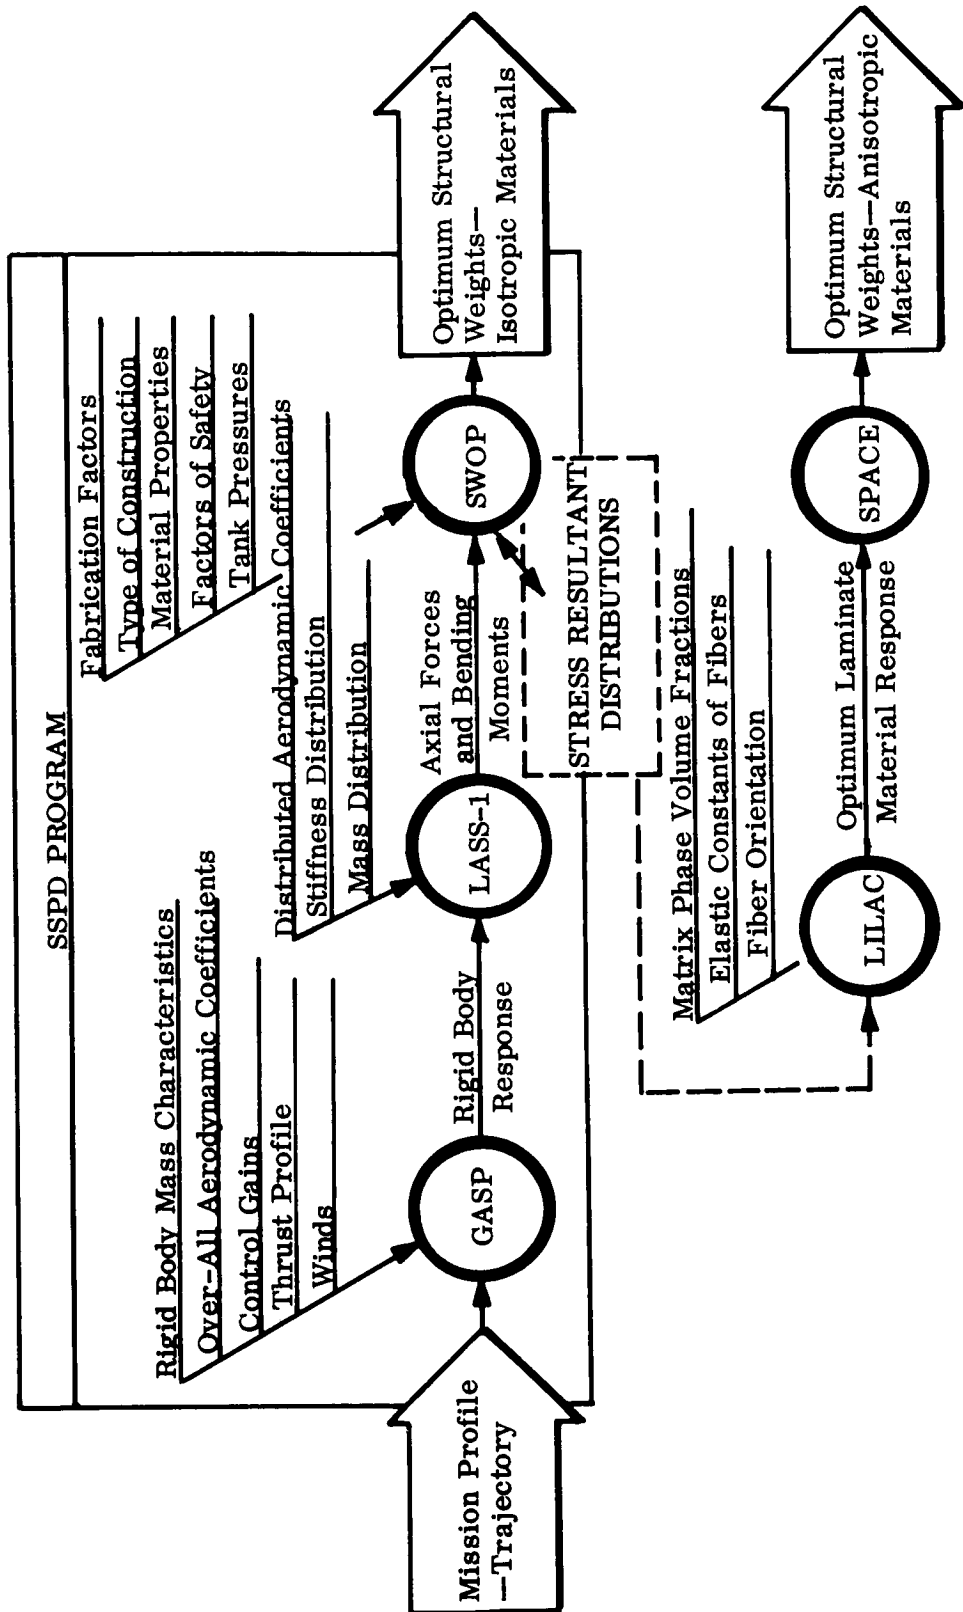 SSPD PROGRAM
Mission Profile
—Trajectory
Rigid Body Mass Characteristics
Over-All Aerodynamic Coefficients
Control Gains
Thrust Profile
Winds
GASP
Rigid Body
Response
Distributed Aerodynamic Coefficients
Stiffness Distribution
Mass Distribution
LASS-1
Axial Forces
and Bending
Moments
Fabrication Factors
Type of Construction
Material Properties
Factors of Safety
Tank Pressures
SWOP
Optimum Structural
Weights—
Isotropic Materials
STRESS RESULTANT
DISTRIBUTIONS
Matrix Phase Volume Fractions
Elastic Constants of Fibers
Fiber Orientation
LILAC
Optimum Laminate
Material Response
SPACE
Optimum Structural
Weights—Anisotropic
Materials